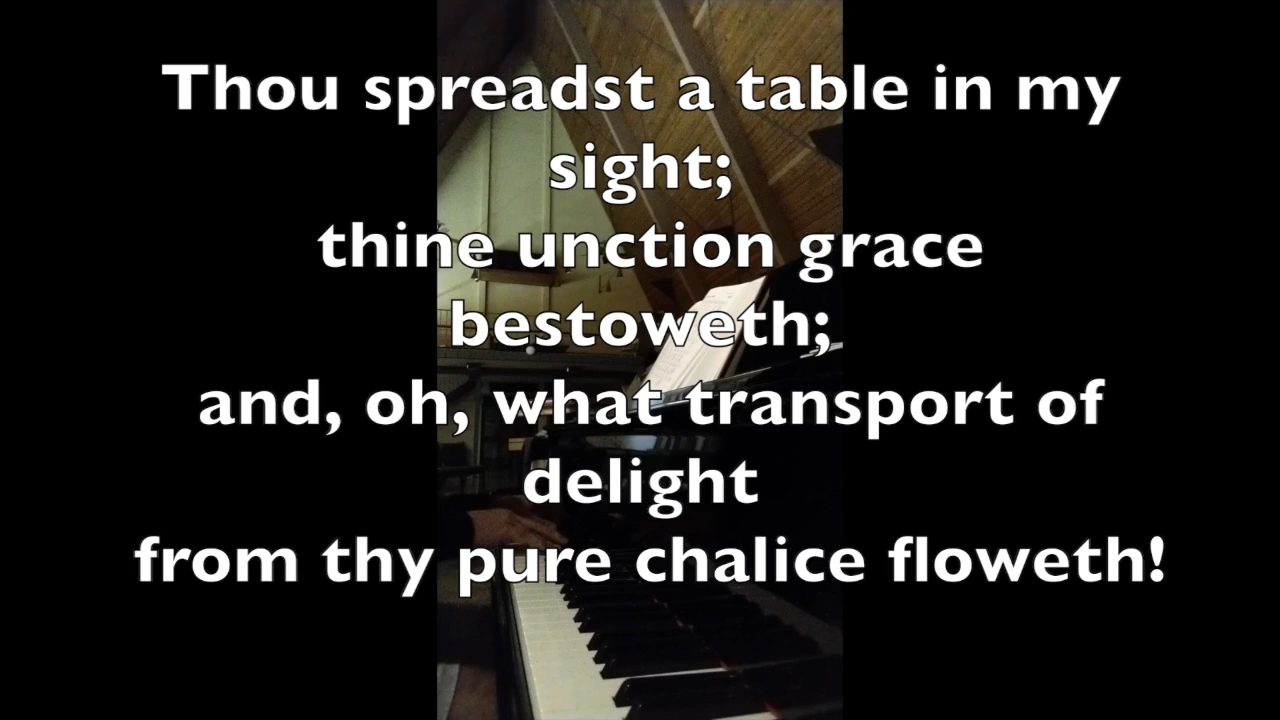 Thou spreadst a table in my
sight;
thine unction grace
bestoweth;
and, oh, what transport of
delight
from thy pure chalice floweth!